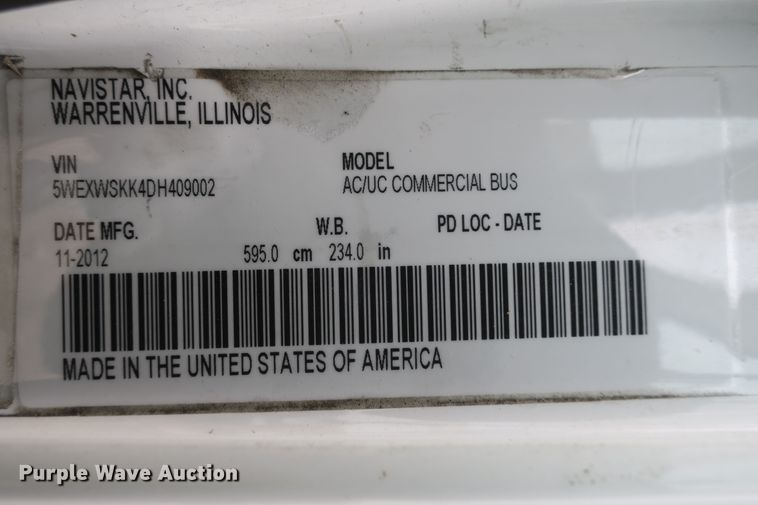 NAVISTAR, INC.
WARRENVILLE, ILLINOIS
VIN MODEL
5WEXWSKK4DH409002 AC/UC COMMERCIAL BUS
DATE MFG. W.B. PD LOC - DATE
11-2012 595.0 cm 234.0 in
MADE IN THE UNITED STATES OF AMERICA
Purple Wave Auction